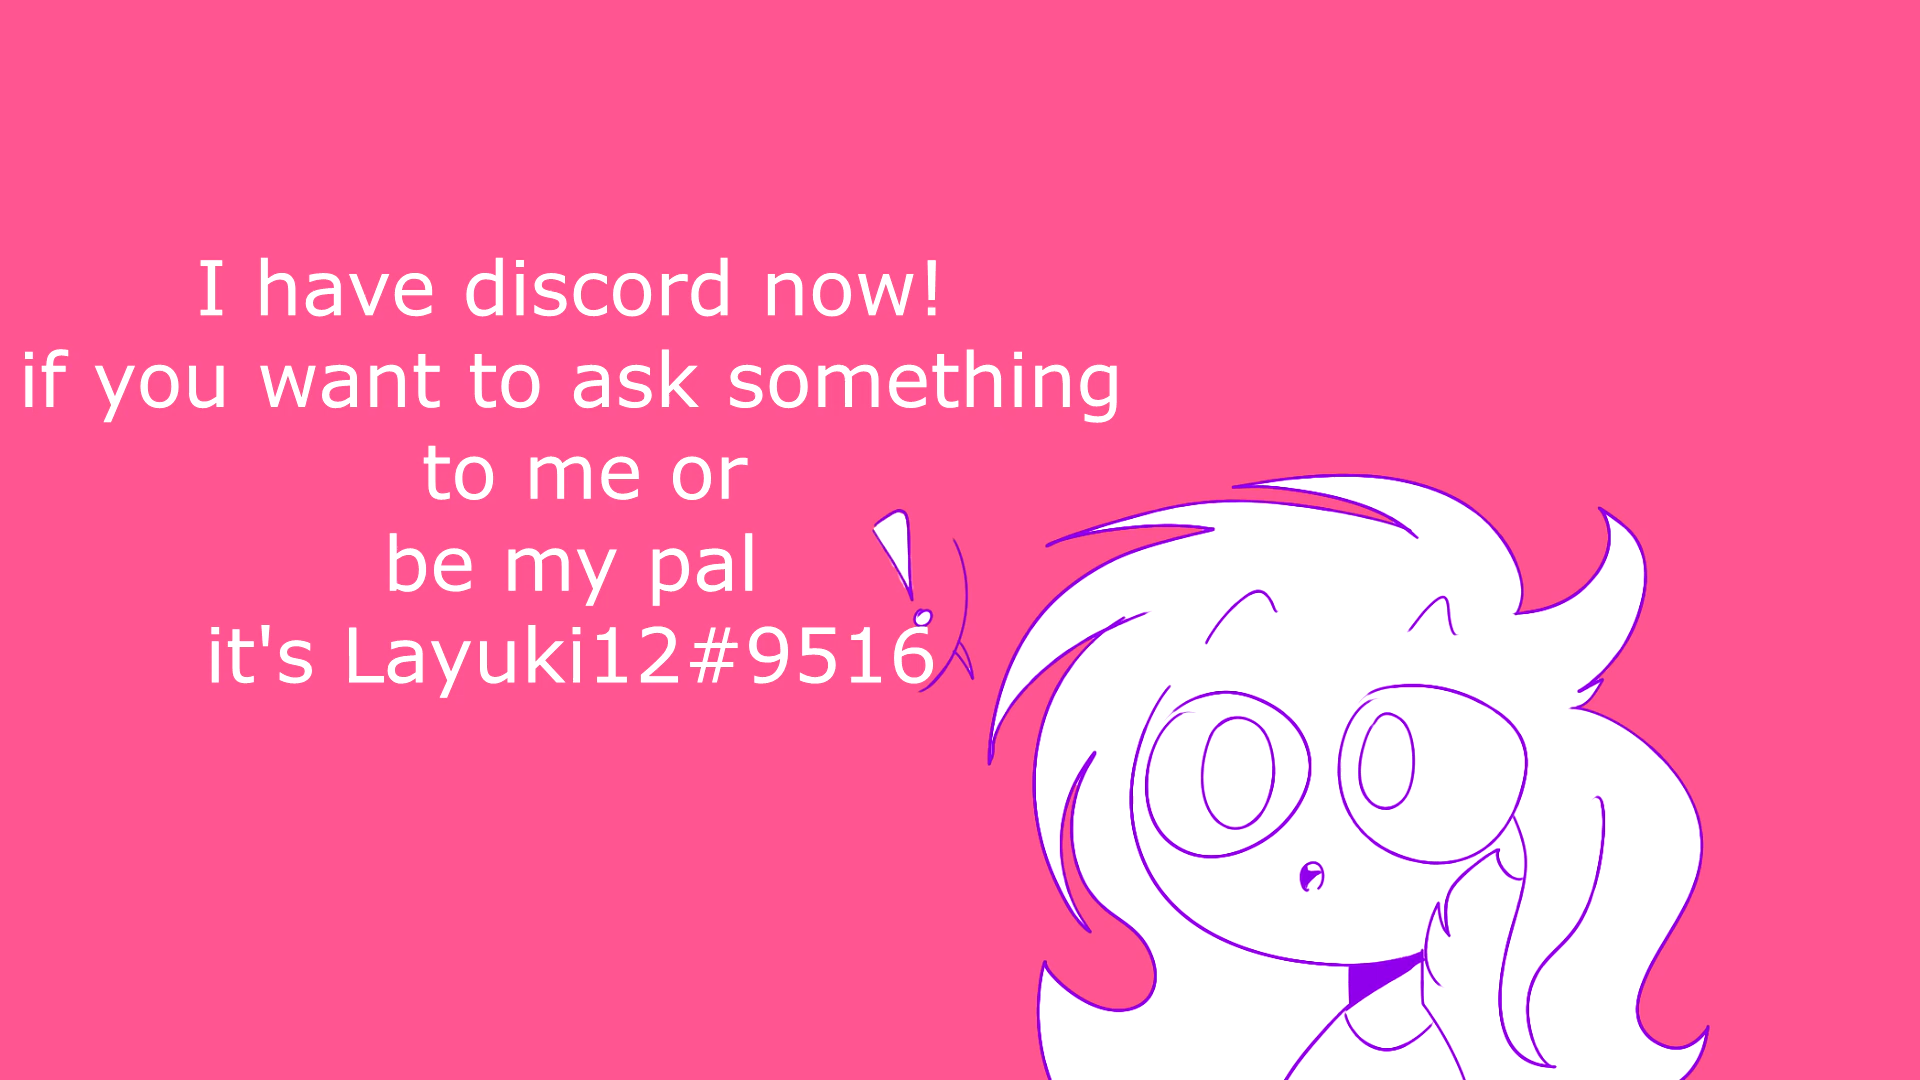 I have discord now!
if you want to ask something
to me or
be my pal
it's Layuki12#9516